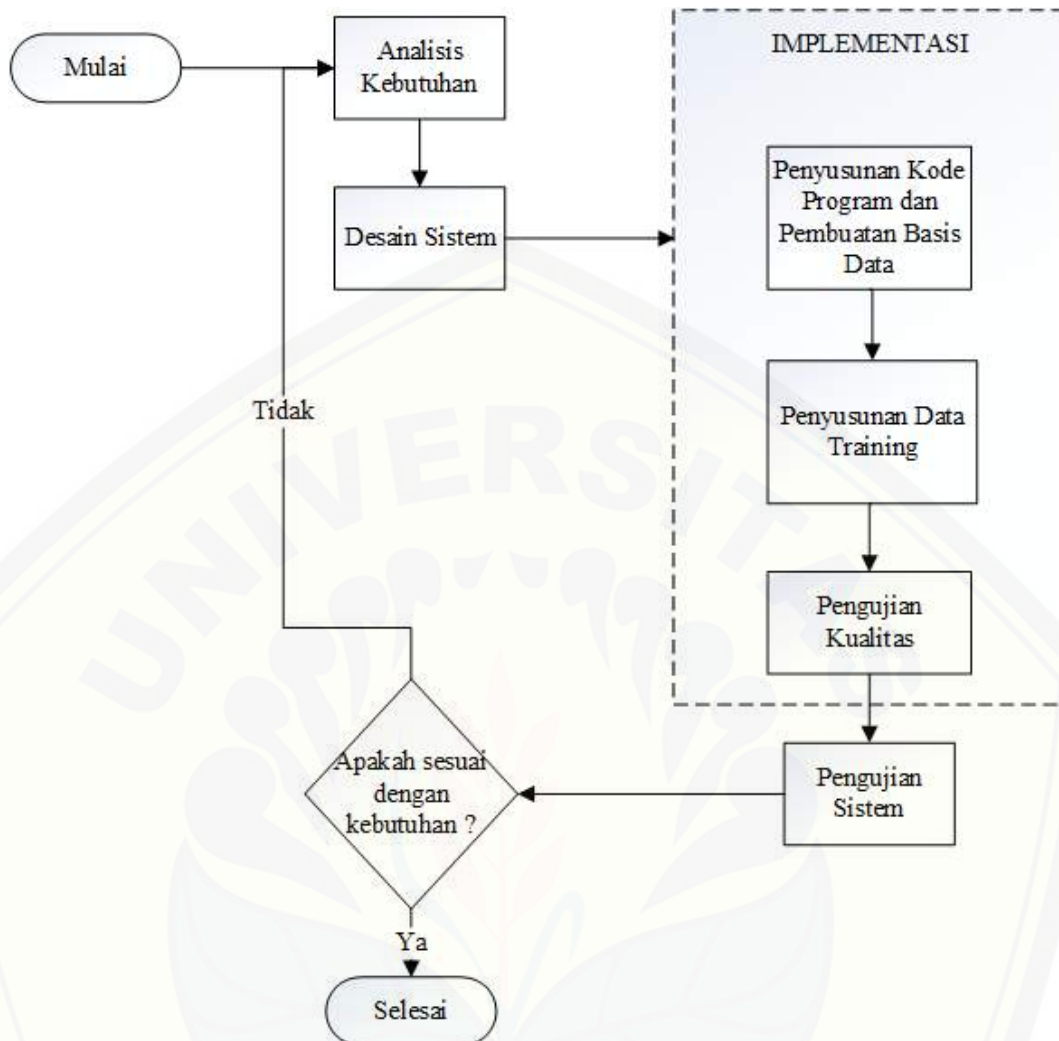 Mulai
Analisis
Kebutuhan
Desain Sistem
IMPLEMENTASI
Penyusunan Kode
Program dan
Pembuatan Basis
Data
Penyusunan Data
Training
Pengujian
Kualitas
Pengujian
Sistem
Apakah sesuai
dengan
kebutuhan ?
Tidak
Ya
Selesai
UNIVERSITAS